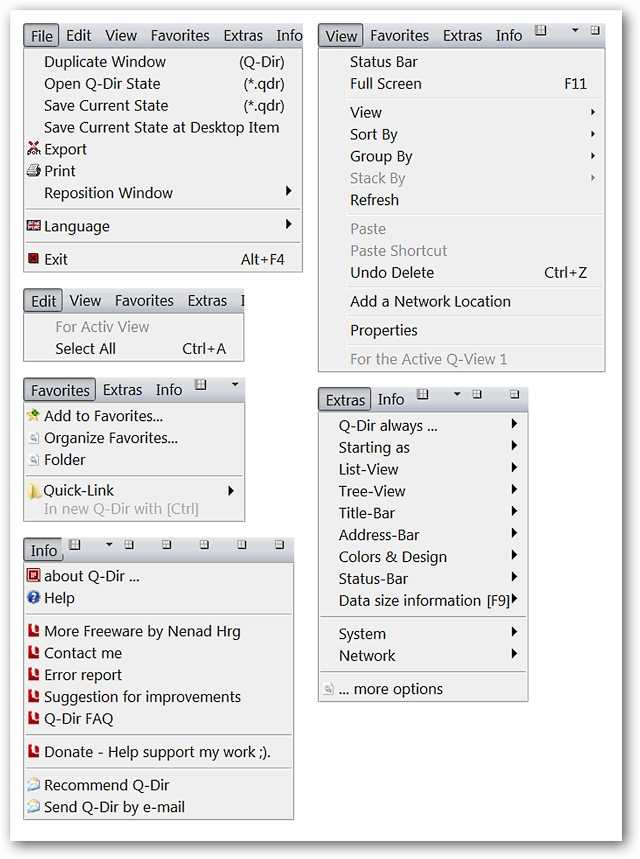 File Edit View Favorites Extras Info
Duplicate Window (Q-Dir)
Open Q-Dir State (*.qdr)
Save Current State (*.qdr)
Save Current State at Desktop Item
Export
Print
Reposition Window
Language
Exit Alt+F4
Edit View Favorites Extras I
For Activ View
Select All Ctrl+A
Favorites Extras Info
Add to Favorites...
Organize Favorites...
Folder
Quick-Link
In new Q-Dir with [Ctrl]
Info
about Q-Dir ...
Help
More Freeware by Nenad Hrg
Contact me
Error report
Suggestion for improvements
Q-Dir FAQ
Donate - Help support my work ;).
Recommend Q-Dir
Send Q-Dir by e-mail
View Favorites Extras Info
Status Bar
Full Screen F11
View
Sort By
Group By
Stack By
Refresh
Paste
Paste Shortcut
Undo Delete Ctrl+Z
Add a Network Location
Properties
For the Active Q-View 1
Extras Info
Q-Dir always ...
Starting as
List-View
Tree-View
Title-Bar
Address-Bar
Colors & Design
Status-Bar
Data size information [F9]
System
Network
... more options